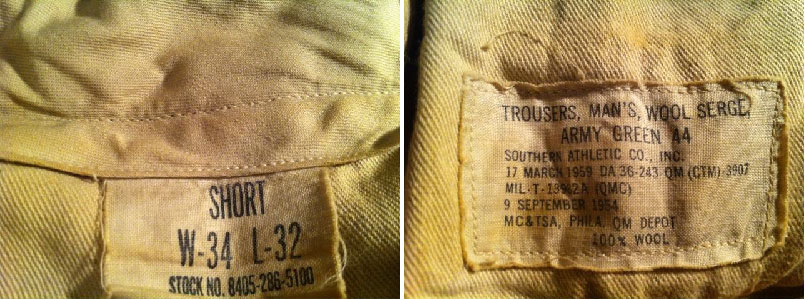 SHORT
W-34 L-32
STOCK NO. 8405-286-5100
TROUSERS, MAN'S, WOOL SERGE,
ARMY GREEN 44
SOUTHERN ATHLETIC CO., INC.
17 MARCH 1959 DA 36-243 QM (CTM)-3907
MIL-T-18942A (QMC)
9 SEPTEMBER 1954
MC&TSA, PHILA. QM DEPOT
100% WOOL